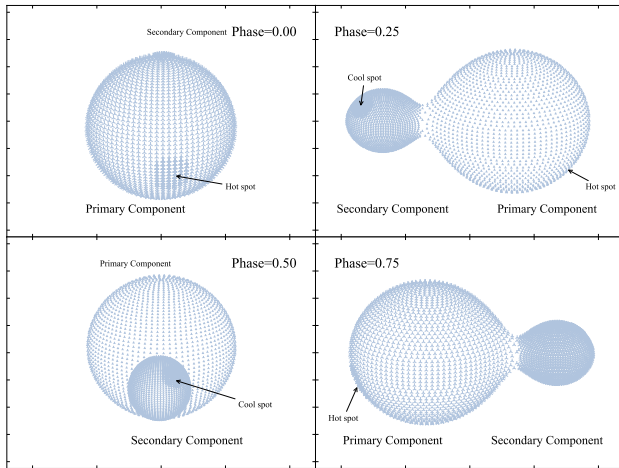 Secondary Component Phase=0.00
Hot spot
Primary Component
Phase=0.25
Cool spot
Hot spot
Secondary Component Primary Component
Primary Component Phase=0.50
Cool spot
Secondary Component
Phase=0.75
Hot spot
Primary Component Secondary Component